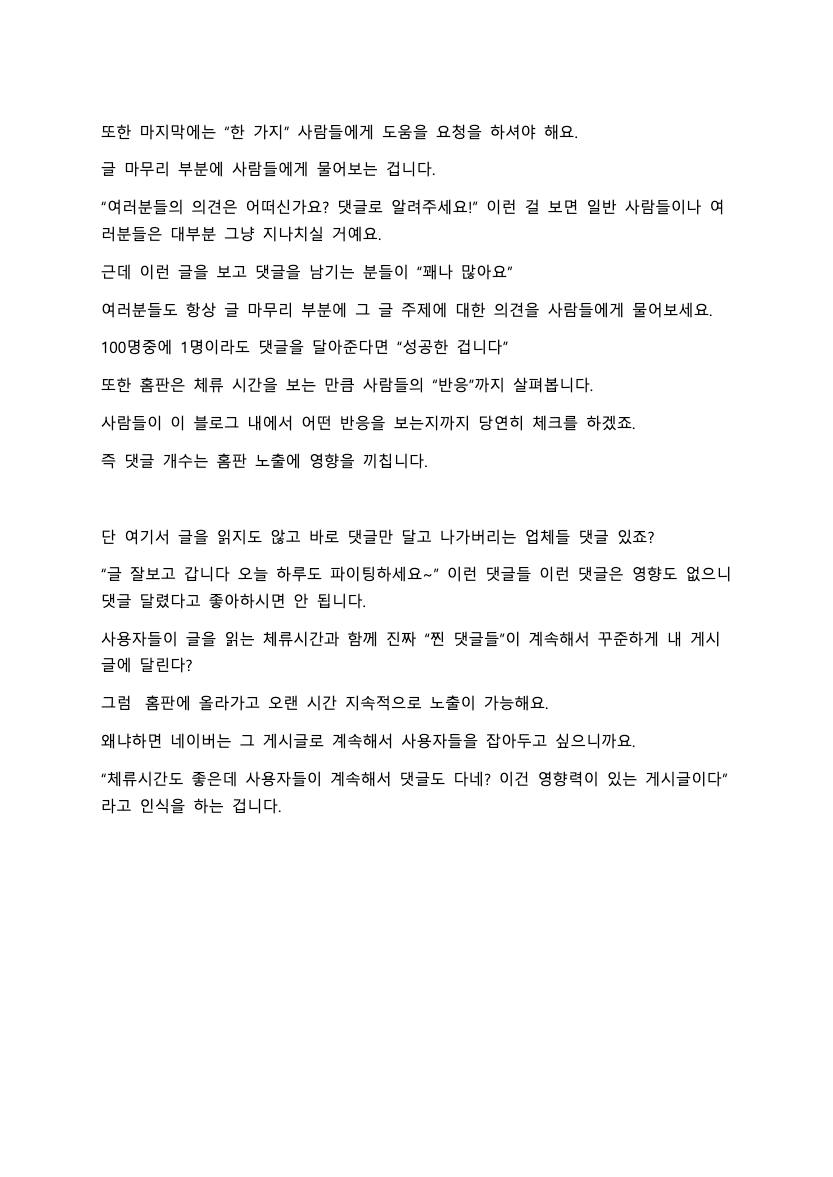 또한 마지막에는 “한 가지” 사람들에게 도움을 요청을 하셔야 해요.
글 마무리 부분에 사람들에게 물어보는 겁니다.
“여러분들의 의견은 어떠신가요? 댓글로 알려주세요!” 이런 걸 보면 일반 사람들이나 여
러분들은 대부분 그냥 지나치실 거예요.
근데 이런 글을 보고 댓글을 남기는 분들이 “꽤나 많아요”
여러분들도 항상 글 마무리 부분에 그 글 주제에 대한 의견을 사람들에게 물어보세요.
100명중에 1명이라도 댓글을 달아준다면 “성공한 겁니다”
또한 홈판은 체류 시간을 보는 만큼 사람들의 “반응”까지 살펴봅니다.
사람들이 이 블로그 내에서 어떤 반응을 보는지까지 당연히 체크를 하겠죠.
즉 댓글 개수는 홈판 노출에 영향을 끼칩니다.
단 여기서 글을 읽지도 않고 바로 댓글만 달고 나가버리는 업체들 댓글 있죠?
“글 잘보고 갑니다 오늘 하루도 파이팅하세요~” 이런 댓글들 이런 댓글은 영향도 없으니
댓글 달렸다고 좋아하시면 안 됩니다.
사용자들이 글을 읽는 체류시간과 함께 진짜 “찐 댓글들”이 계속해서 꾸준하게 내 게시
글에 달린다?
그럼  홈판에 올라가고 오랜 시간 지속적으로 노출이 가능해요.
왜냐하면 네이버는 그 게시글로 계속해서 사용자들을 잡아두고 싶으니까요.
“체류시간도 좋은데 사용자들이 계속해서 댓글도 다네? 이건 영향력이 있는 게시글이다”
라고 인식을 하는 겁니다.